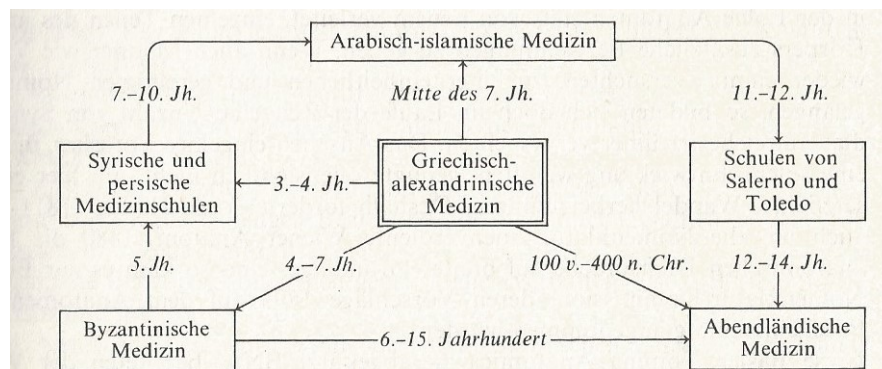 Arabisch-islamische Medizin
7.–10. Jh.
Mitte des 7. Jh.
11.–12. Jh.
Syrische und
persische
Medizinschulen
3.–4. Jh.
Griechisch-
alexandrinische
Medizin
Schulen von
Salerno und
Toledo
5. Jh.
4.–7. Jh.
100 v.–400 n. Chr.
12.–14. Jh.
Byzantinische
Medizin
6.–15. Jahrhundert
Abendländische
Medizin